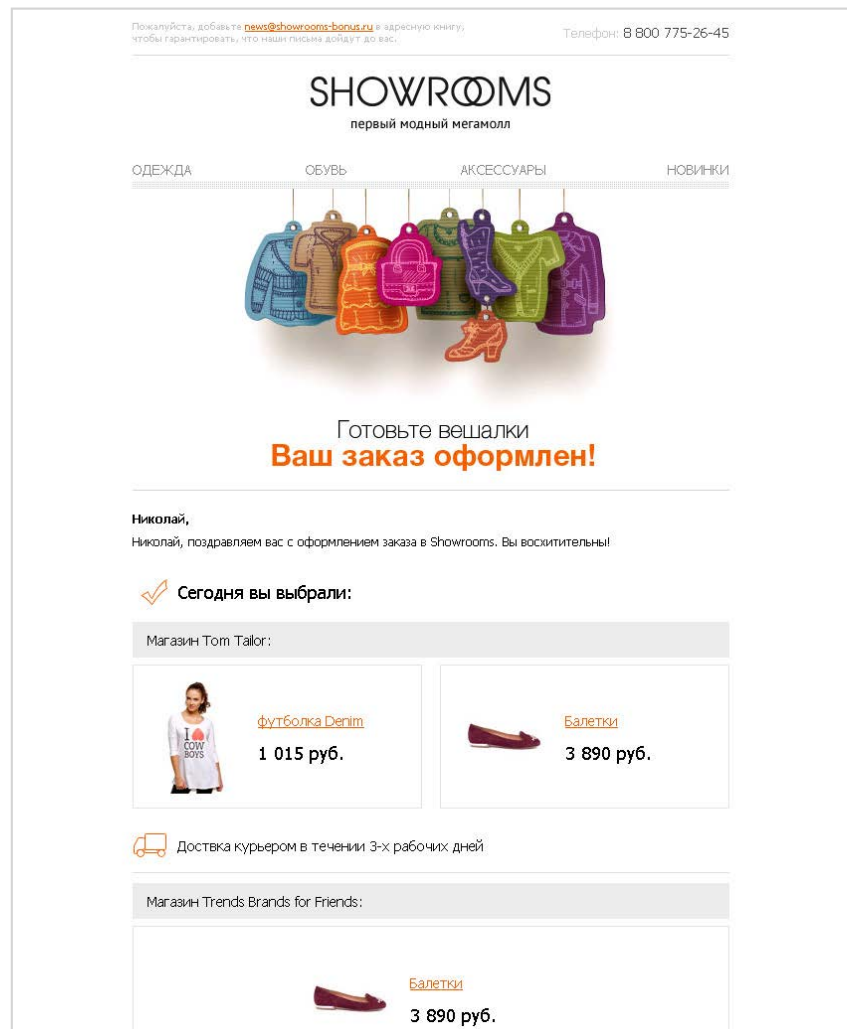 Пожалуйста, добавьте news@showrooms-bonus.ru в адресную книгу,
чтобы гарантировать, что наши письма дойдут до вас.
Телефон: 8 800 775-26-45
SHOWROOMS
первый модный мегамолл
ОДЕЖДА ОБУВЬ АКСЕССУАРЫ НОВИНКИ
Готовьте вешалки
Ваш заказ оформлен!
Николай,
Николай, поздравляем вас с оформлением заказа в Showrooms. Вы восхитительны!
Сегодня вы выбрали:
Магазин Tom Tailor:
I
COW
BOYS
футболка Denim
1 015 руб.
Балетки
3 890 руб.
Доствка курьером в течении 3-х рабочих дней
Магазин Trends Brands for Friends:
Балетки
3 890 руб.